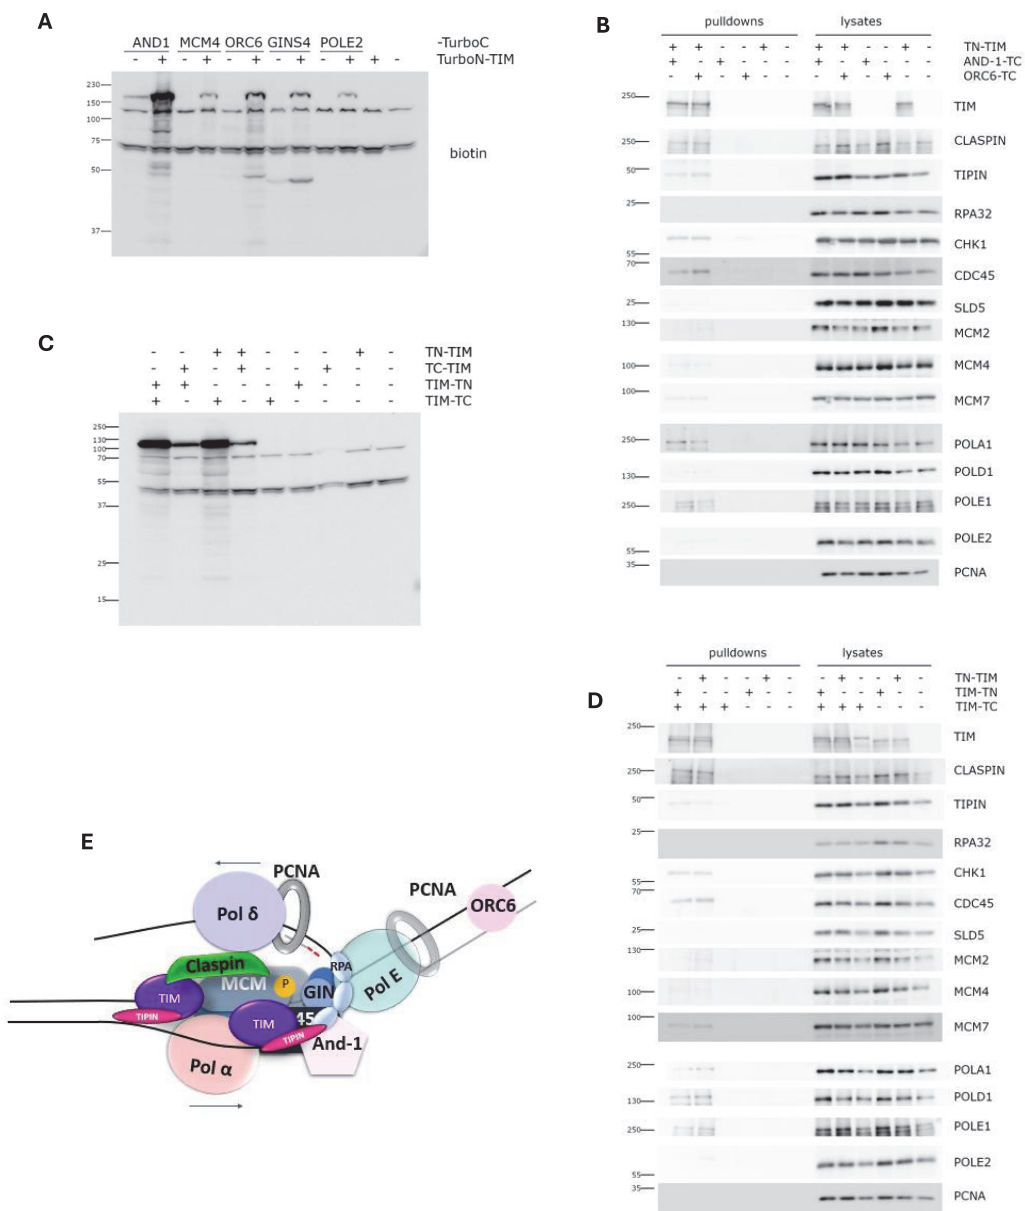 A
AND1 MCM4 ORC6 GINS4 POLE2 -TurboC
- + - + - + - + - + + - TurboN-TIM
230
150
100
75
50
37
biotin
B
pulldowns lysates
+ + - - + - + + - - + - TN-TIM
+ - + - - - + - + - - - AND-1-TC
- + - + - - - + - + - - ORC6-TC
250 TIM
250 CLASPIN
50 TIPIN
25 RPA32
55 CHK1
70 CDC45
25 SLD5
130 MCM2
100 MCM4
100 MCM7
250 POLA1
130 POLD1
250 POLE1
55 POLE2
35 PCNA
C
- - + + - - - + - TN-TIM
- + - + - - + - - TC-TIM
+ + - - - + - - - TIM-TN
+ - + - + - - - - TIM-TC
250
130
100
70
55
37
25
15
D
pulldowns lysates
- + - - + - - + - - + - TN-TIM
+ - - + - - + - - + - - TIM-TN
+ + + - - - + + + - - - TIM-TC
250 TIM
250 CLASPIN
50 TIPIN
25 RPA32
55 CHK1
70 CDC45
25 SLD5
130 MCM2
100 MCM4
100 MCM7
250 POLA1
130 POLD1
250 POLE1
55 POLE2
35 PCNA
E
PCNA
PCNA
Pol δ
ORC6
Claspin
RPA
MCM
P
GIN
Pol E
TIM
TIPIN
TIM
45
TIPIN
And-1
Pol α